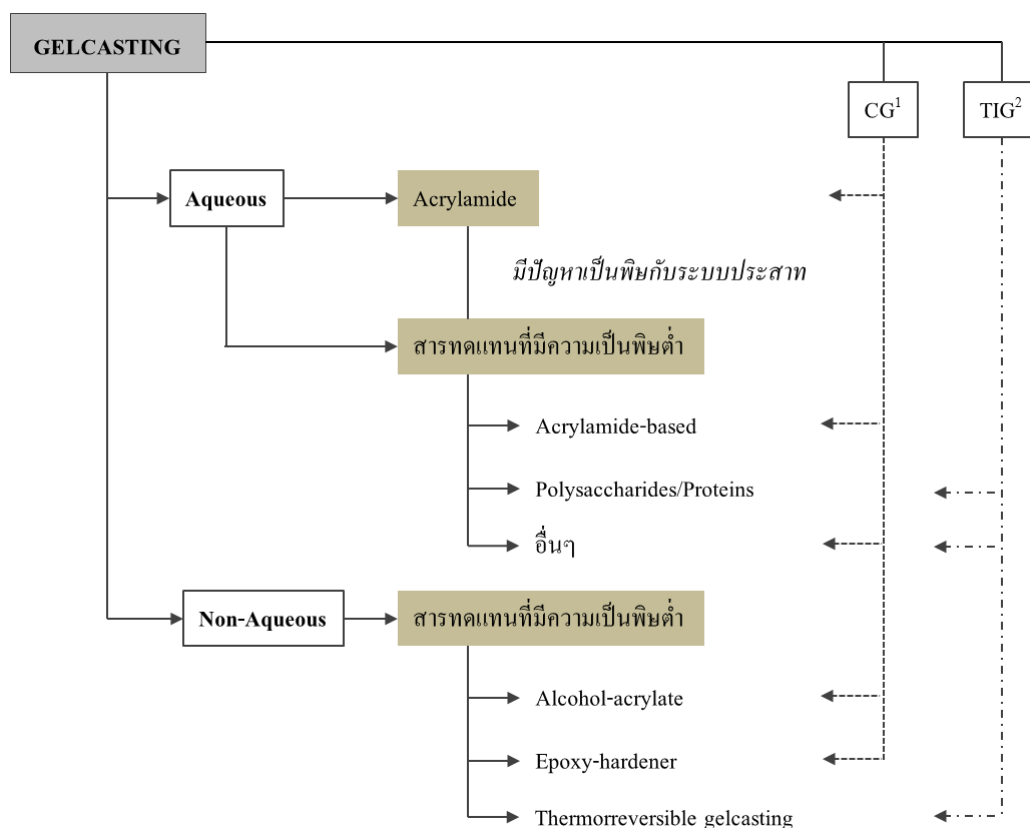 GELCASTING
CG¹
TIG²
Aqueous
Acrylamide
มีปัญหาเป็นพิษกับระบบประสาท
สารทดแทนที่มีความเป็นพิษต่ำ
Acrylamide-based
Polysaccharides/Proteins
อื่นๆ
Non-Aqueous
สารทดแทนที่มีความเป็นพิษต่ำ
Alcohol-acrylate
Epoxy-hardener
Thermorreversible gelcasting